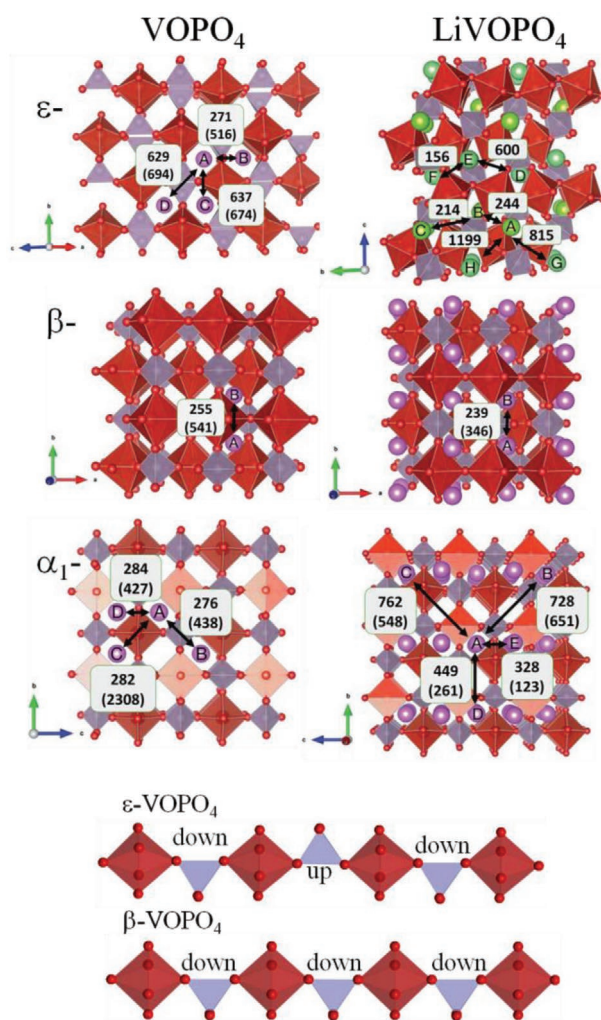 VOPO₄
LiVOPO₄
ε-
271
(516)
A
B
629
(694)
D
C
637
(674)
b
c
a
156
E
600
F
D
214
244
C
B
A
1199
815
H
G
c
b
β-
B
255
(541)
A
b
a
B
239
(346)
A
b
a
α₁-
284
(427)
D
A
276
(438)
C
B
282
(2308)
b
c
C
B
762
(548)
728
(651)
A
E
449
(261)
328
(123)
D
b
c
ε-VOPO₄
down
down
up
β-VOPO₄
down
down
down